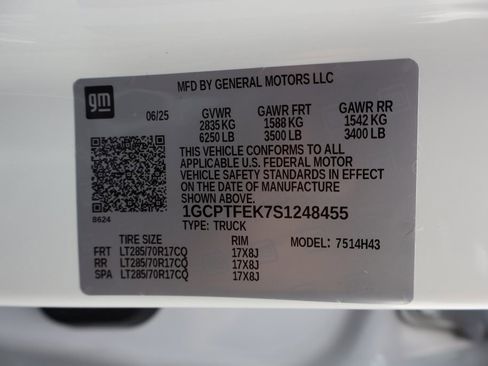 MFD BY GENERAL MOTORS LLC
gm
06/25 GVWR GAWR FRT GAWR RR
2835 KG 1588 KG 1542 KG
6250 LB 3500 LB 3400 LB
THIS VEHICLE CONFORMS TO ALL
APPLICABLE U.S. FEDERAL MOTOR
VEHICLE SAFETY STANDARDS IN EFFECT
ON THE DATE OF MANUFACTURE
SHOWN ABOVE.
1GCPTFEK7S1248455
8624
TYPE: TRUCK
TIRE SIZE RIM MODEL: 7514H43
FRT LT285/70R17CQ 17X8J
RR LT285/70R17CQ 17X8J
SPA LT285/70R17CQ 17X8J